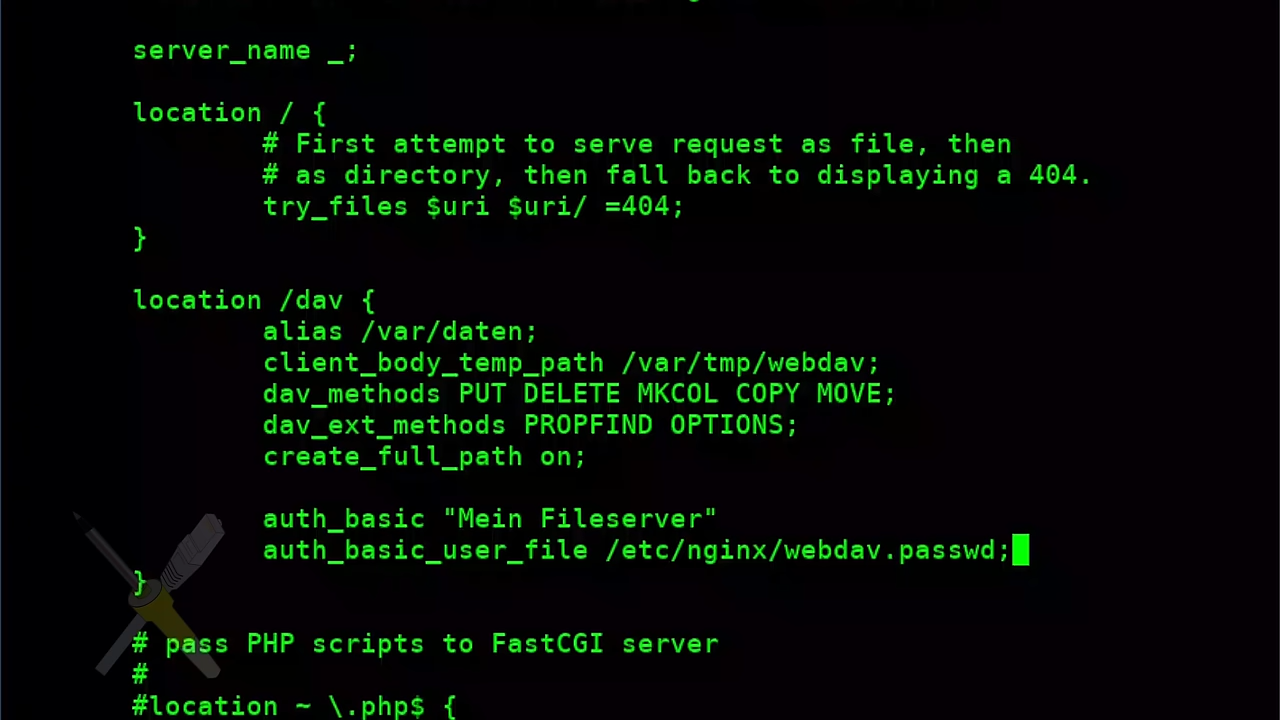 server_name _;
location / {
# First attempt to serve request as file, then
# as directory, then fall back to displaying a 404.
try_files $uri $uri/ =404;
}
location /dav {
alias /var/daten;
client_body_temp_path /var/tmp/webdav;
dav_methods PUT DELETE MKCOL COPY MOVE;
dav_ext_methods PROPFIND OPTIONS;
create_full_path on;
auth_basic "Mein Fileserver"
auth_basic_user_file /etc/nginx/webdav.passwd;
}
# pass PHP scripts to FastCGI server
#
#location ~ \.php$ {